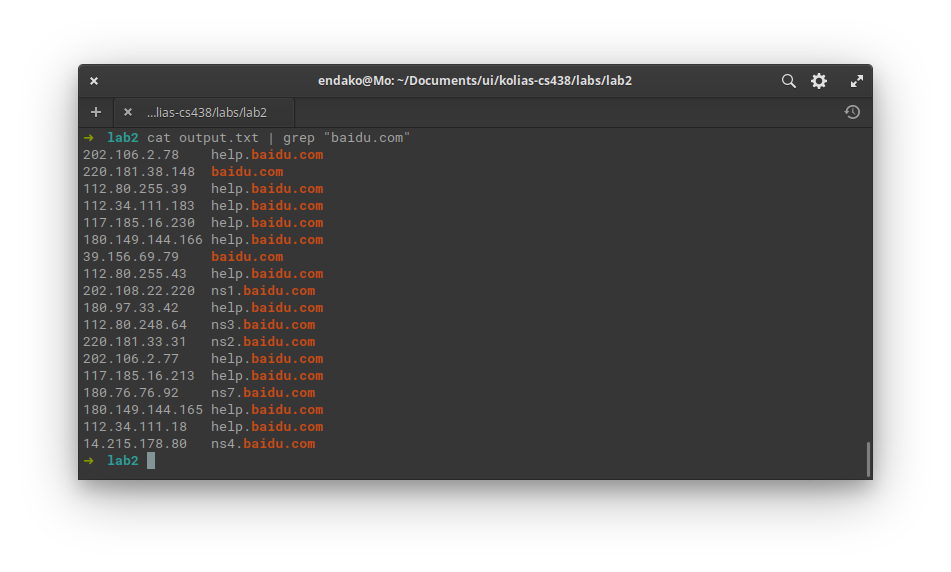 endako@Mo: ~/Documents/ui/kolias-cs438/labs/lab2
...lias-cs438/labs/lab2
➜ lab2 cat output.txt | grep "baidu.com"
202.106.2.78 help.baidu.com
220.181.38.148 baidu.com
112.80.255.39 help.baidu.com
112.34.111.183 help.baidu.com
117.185.16.230 help.baidu.com
180.149.144.166 help.baidu.com
39.156.69.79 baidu.com
112.80.255.43 help.baidu.com
202.108.22.220 ns1.baidu.com
180.97.33.42 help.baidu.com
112.80.248.64 ns3.baidu.com
220.181.33.31 ns2.baidu.com
202.106.2.77 help.baidu.com
117.185.16.213 help.baidu.com
180.76.76.92 ns7.baidu.com
180.149.144.165 help.baidu.com
112.34.111.18 help.baidu.com
14.215.178.80 ns4.baidu.com
➜ lab2